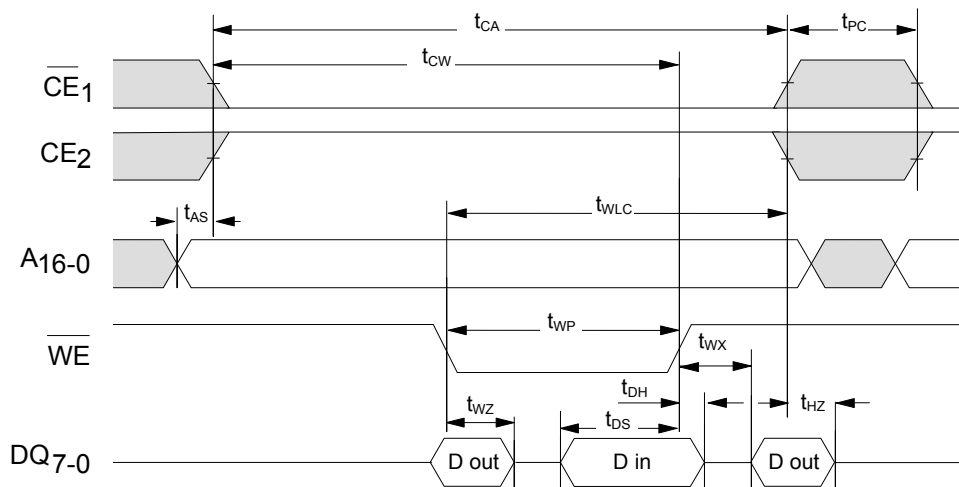 tCA
tPC
tCW
CE1
CE2
tWLC
tAS
A16-0
tWP
WE
tWX
tDH
tWZ
tHZ
tDS
DQ7-0
D out
D in
D out